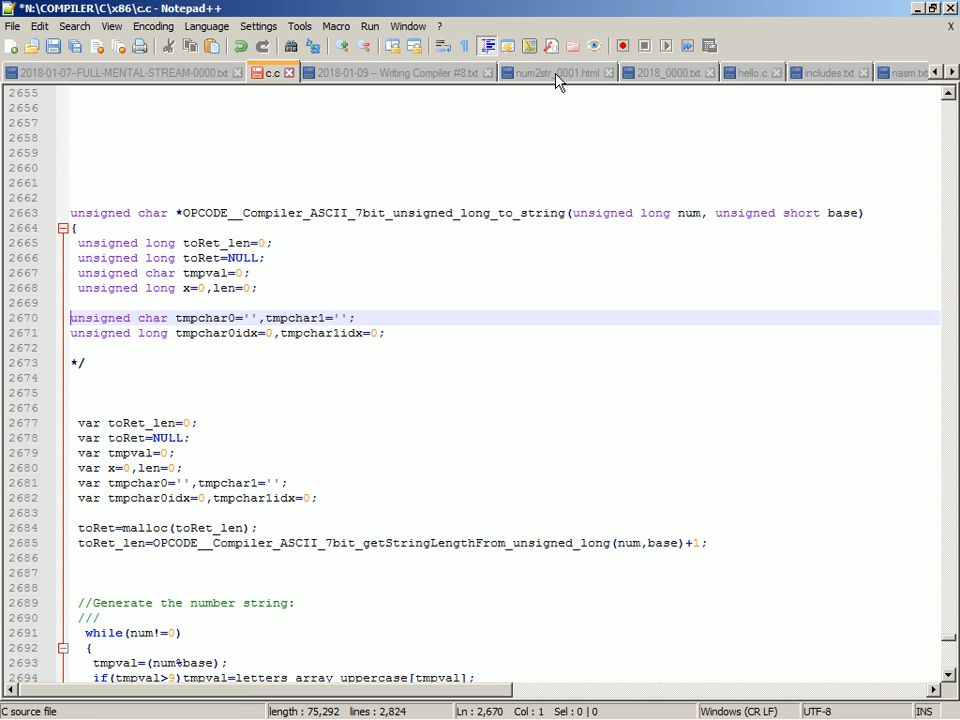 *N:\COMPILER\C\x86\c.c - Notepad++
File Edit Search View Encoding Language Settings Tools Macro Run Window ? X
2018-01-07-FULL-MENTAL-STREAM-0000.txt c.c 2018-01-09 -- Writing Compiler #8.txt num2str_0001.html 2018_0000.txt hello.c includes.txt nasm.tx
2655
2656
2657
2658
2659
2660
2661
2662
2663 unsigned char *OPCODE__Compiler_ASCII_7bit_unsigned_long_to_string(unsigned long num, unsigned short base)
2664 {
2665 unsigned long toRet_len=0;
2666 unsigned long toRet=NULL;
2667 unsigned char tmpval=0;
2668 unsigned long x=0,len=0;
2669
2670 unsigned char tmpchar0='',tmpchar1='';
2671 unsigned long tmpchar0idx=0,tmpchar1idx=0;
2672
2673 */
2674
2675
2676
2677 var toRet_len=0;
2678 var toRet=NULL;
2679 var tmpval=0;
2680 var x=0,len=0;
2681 var tmpchar0='',tmpchar1='';
2682 var tmpchar0idx=0,tmpchar1idx=0;
2683
2684 toRet=malloc(toRet_len);
2685 toRet_len=OPCODE__Compiler_ASCII_7bit_getStringLengthFrom_unsigned_long(num,base)+1;
2686
2687
2688
2689 //Generate the number string:
2690 ///
2691 while(num!=0)
2692 {
2693 tmpval=(num%base);
2694 if(tmpval>9)tmpval=letters_array_uppercase[tmpval];
C source file length : 75,292 lines : 2,824 Ln : 2,670 Col : 1 Sel : 0 | 0 Windows (CR LF) UTF-8 INS